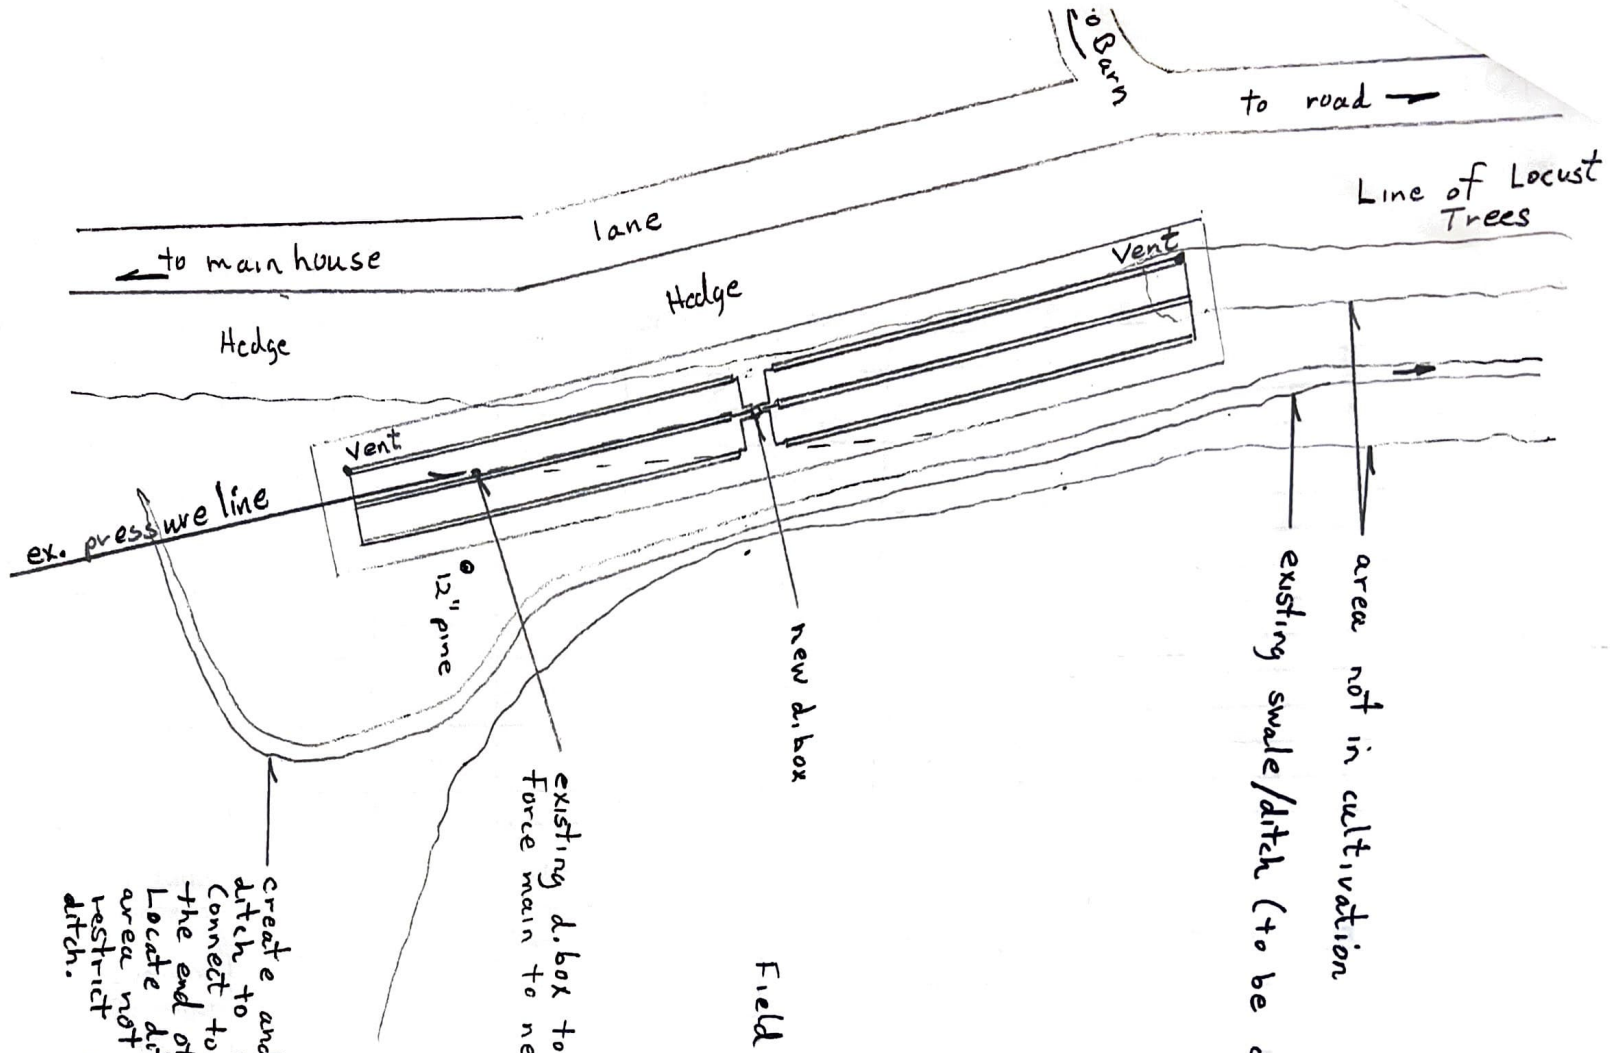 to Barn
to road
Line of Locust
Trees
lane
to main house
Hedge
Hedge
Vent
Vent
ex. pressure line
12" pine
new d.box
area not in cultivation
existing swale/ditch (to be
existing d.box to
Force main to ne
create and
ditch to
Connect to
the end of
Locate di
area not
restrict
ditch.
Field